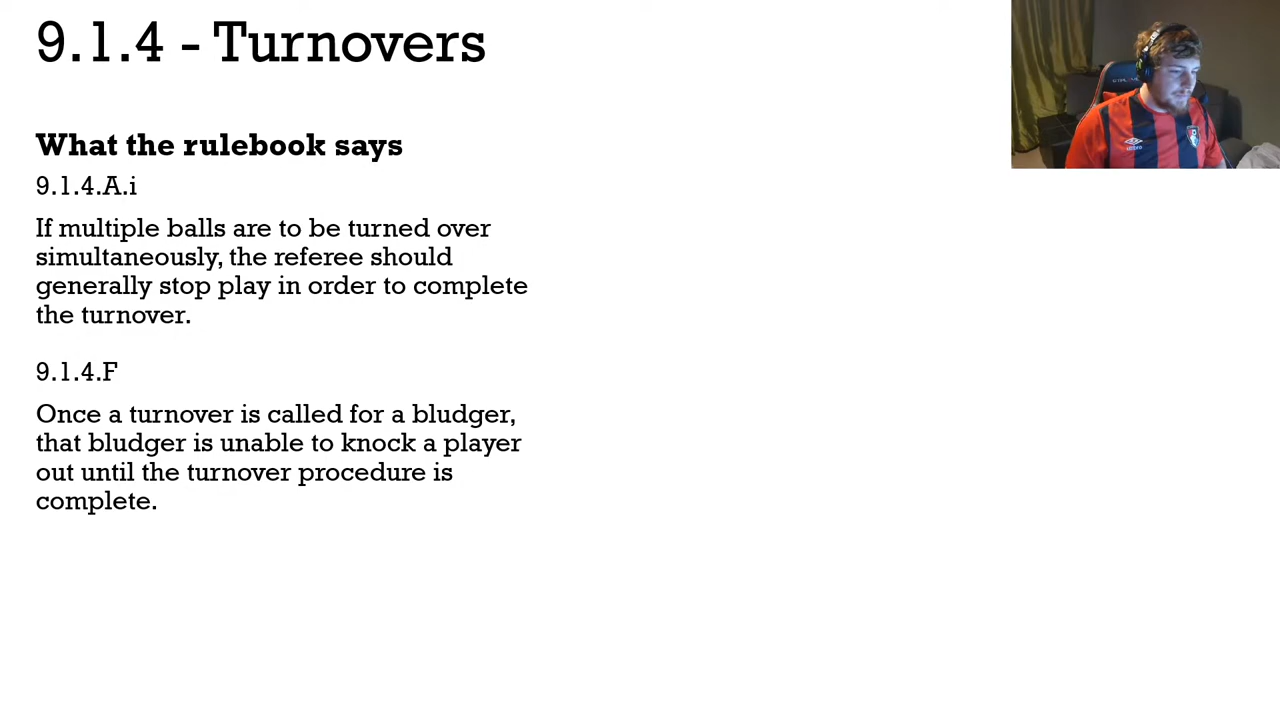 9.1.4 - Turnovers
What the rulebook says
9.1.4.A.i
If multiple balls are to be turned over
simultaneously, the referee should
generally stop play in order to complete
the turnover.
9.1.4.F
Once a turnover is called for a bludger,
that bludger is unable to knock a player
out until the turnover procedure is
complete.
umbro